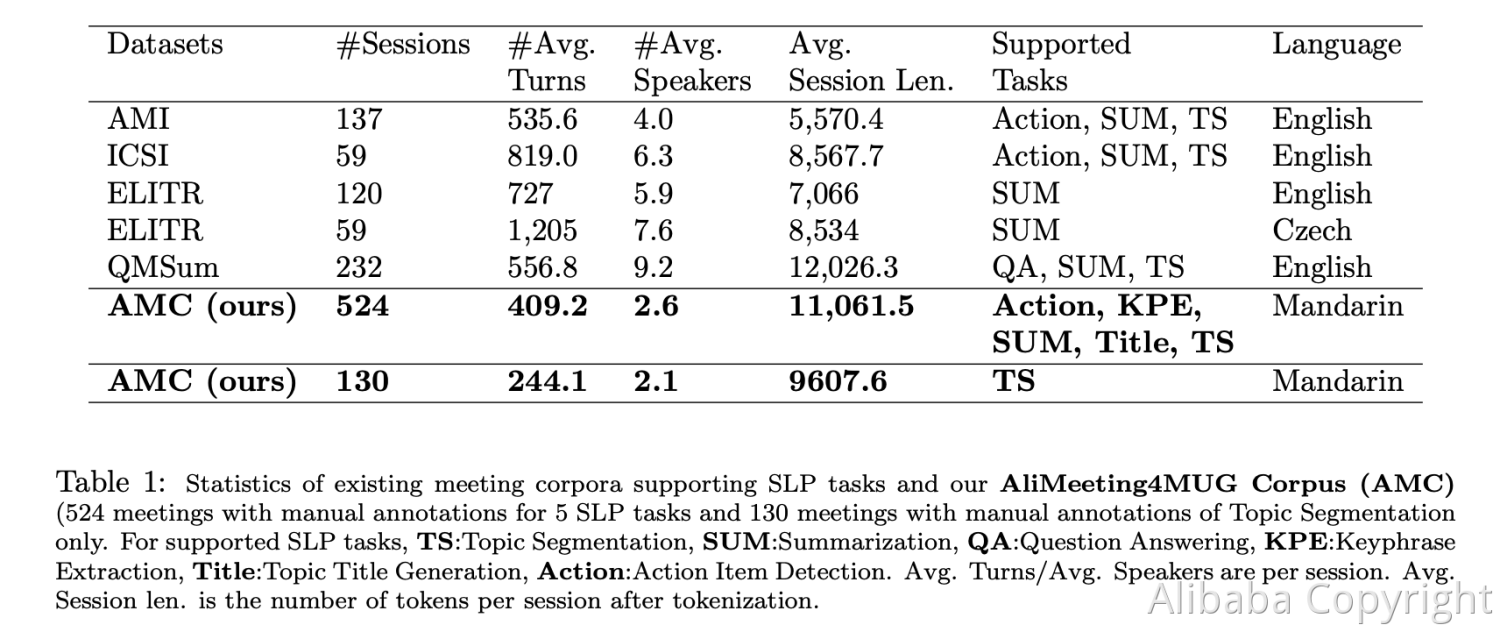 Datasets #Sessions #Avg. Turns #Avg. Speakers Avg. Session Len. Supported Tasks Language
AMI 137 535.6 4.0 5,570.4 Action, SUM, TS English
ICSI 59 819.0 6.3 8,567.7 Action, SUM, TS English
ELITR 120 727 5.9 7,066 SUM English
ELITR 59 1,205 7.6 8,534 SUM Czech
QMSum 232 556.8 9.2 12,026.3 QA, SUM, TS English
AMC (ours) 524 409.2 2.6 11,061.5 Action, KPE, SUM, Title, TS Mandarin
AMC (ours) 130 244.1 2.1 9607.6 TS Mandarin
Table 1: Statistics of existing meeting corpora supporting SLP tasks and our AliMeeting4MUG Corpus (AMC)
(524 meetings with manual annotations for 5 SLP tasks and 130 meetings with manual annotations of Topic Segmentation
only. For supported SLP tasks, TS:Topic Segmentation, SUM:Summarization, QA:Question Answering, KPE:Keyphrase
Extraction, Title:Topic Title Generation, Action:Action Item Detection. Avg. Turns/Avg. Speakers are per session. Avg.
Session len. is the number of tokens per session after tokenization.
Alibaba Copyright